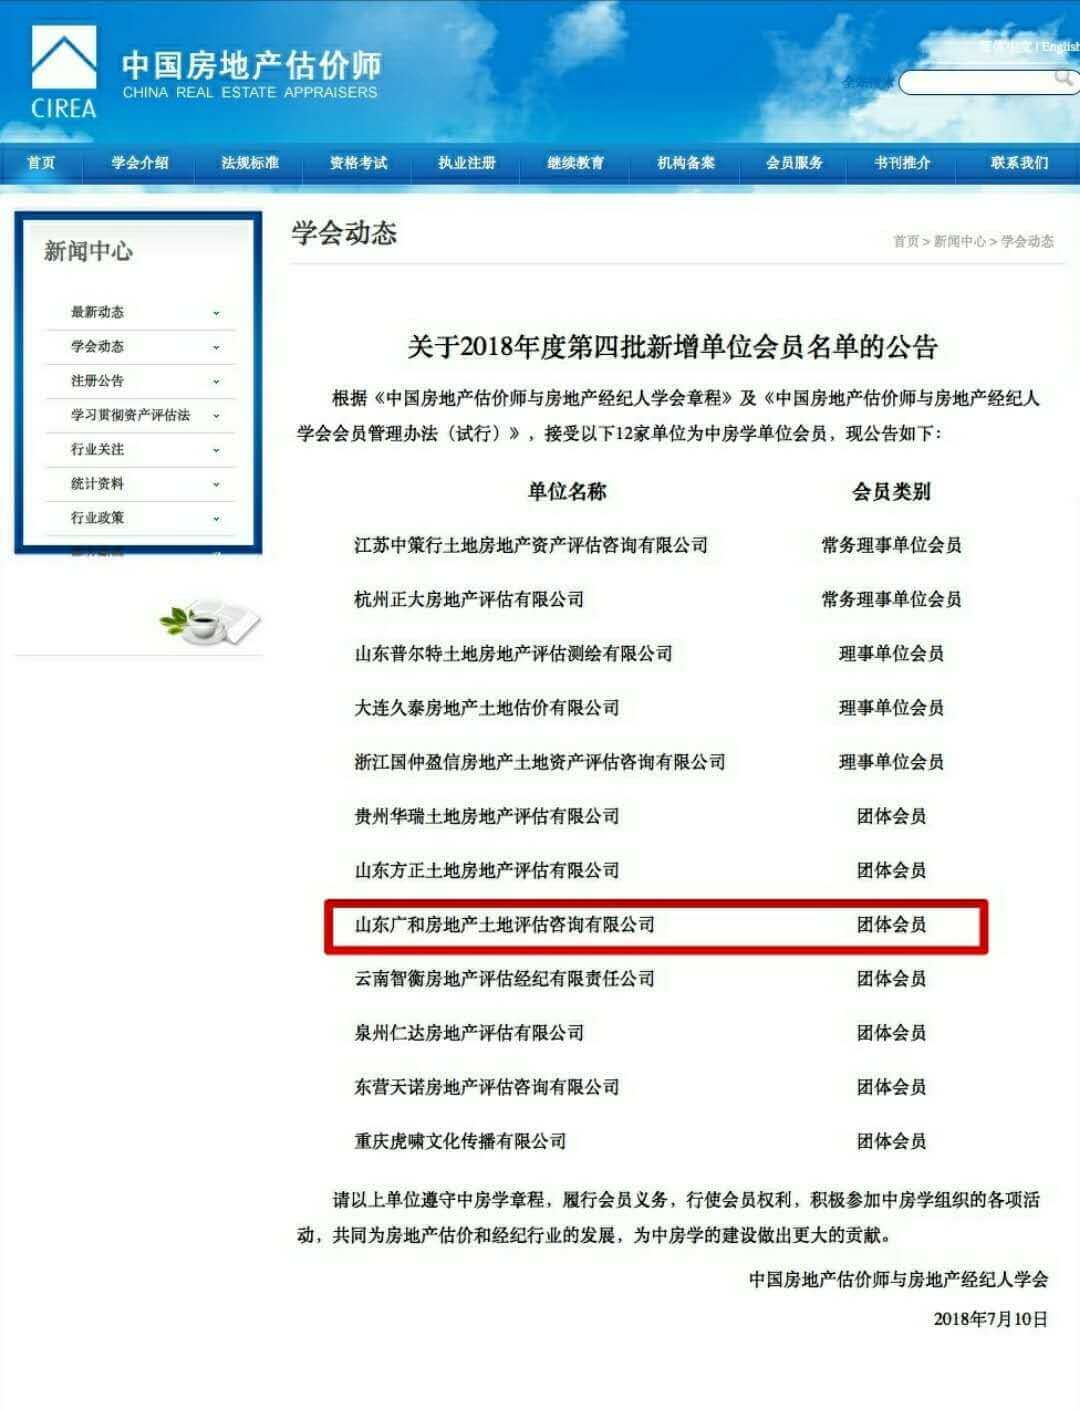 CIREA
中国房地产估价师
CHINA REAL ESTATE APPRAISERS
简体中文 | English
首页 学会介绍 法规标准 资格考试 执业注册 继续教育 机构备案 会员服务 书刊推介 联系我们
新闻中心
最新动态
学会动态
注册公告
学习贯彻资产评估法
行业关注
统计资料
行业政策
学会动态
首页 > 新闻中心 > 学会动态
关于2018年度第四批新增单位会员名单的公告
根据《中国房地产估价师与房地产经纪人学会章程》及《中国房地产估价师与房地产经纪人
学会会员管理办法（试行）》，接受以下12家单位为中房学单位会员，现公告如下：
单位名称 会员类别
江苏中策行土地房地产资产评估咨询有限公司 常务理事单位会员
杭州正大房地产评估有限公司 常务理事单位会员
山东普尔特土地房地产评估测绘有限公司 理事单位会员
大连久泰房地产土地估价有限公司 理事单位会员
浙江国仲盈信房地产土地资产评估咨询有限公司 理事单位会员
贵州华瑞土地房地产评估有限公司 团体会员
山东方正土地房地产评估有限公司 团体会员
山东广和房地产土地评估咨询有限公司 团体会员
云南智衡房地产评估经纪有限责任公司 团体会员
泉州仁达房地产评估有限公司 团体会员
东营天诺房地产评估咨询有限公司 团体会员
重庆虎啸文化传播有限公司 团体会员
请以上单位遵守中房学章程，履行会员义务，行使会员权利，积极参加中房学组织的各项活
动，共同为房地产估价和经纪行业的发展，为中房学的建设做出更大的贡献。
中国房地产估价师与房地产经纪人学会
2018年7月10日